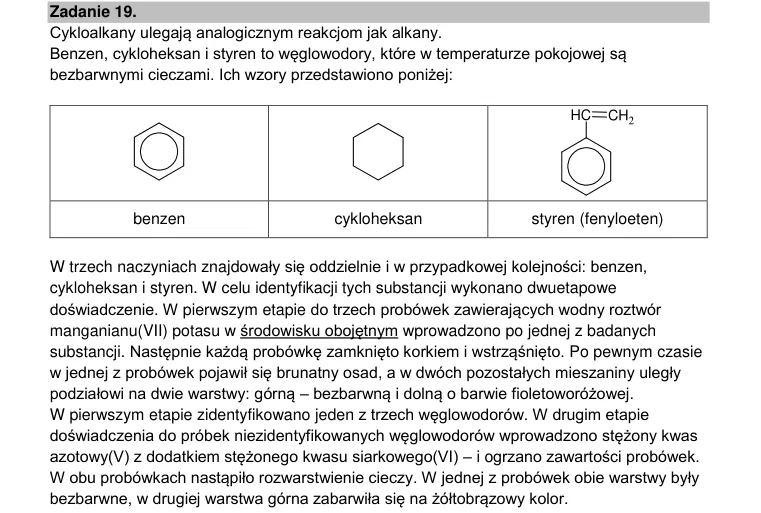 Zadanie 19.
Cykloalkany ulegają analogicznym reakcjom jak alkany.
Benzen, cykloheksan i styren to węglowodory, które w temperaturze pokojowej są
bezbarwnymi cieczami. Ich wzory przedstawiono poniżej:
HC=CH₂
benzen cykloheksan styren (fenyloeten)
W trzech naczyniach znajdowały się oddzielnie i w przypadkowej kolejności: benzen,
cykloheksan i styren. W celu identyfikacji tych substancji wykonano dwuetapowe
doświadczenie. W pierwszym etapie do trzech probówek zawierających wodny roztwór
manganianu(VII) potasu w środowisku obojętnym wprowadzono po jednej z badanych
substancji. Następnie każdą probówkę zamknięto korkiem i wstrząśnięto. Po pewnym czasie
w jednej z probówek pojawił się brunatny osad, a w dwóch pozostałych mieszaniny uległy
podziałowi na dwie warstwy: górną – bezbarwną i dolną o barwie fioletoworóżowej.
W pierwszym etapie zidentyfikowano jeden z trzech węglowodorów. W drugim etapie
doświadczenia do próbek niezidentyfikowanych węglowodorów wprowadzono stężony kwas
azotowy(V) z dodatkiem stężonego kwasu siarkowego(VI) – i ogrzano zawartości probówek.
W obu probówkach nastąpiło rozwarstwienie cieczy. W jednej z probówek obie warstwy były
bezbarwne, w drugiej warstwa górna zabarwiła się na żółtobrązowy kolor.